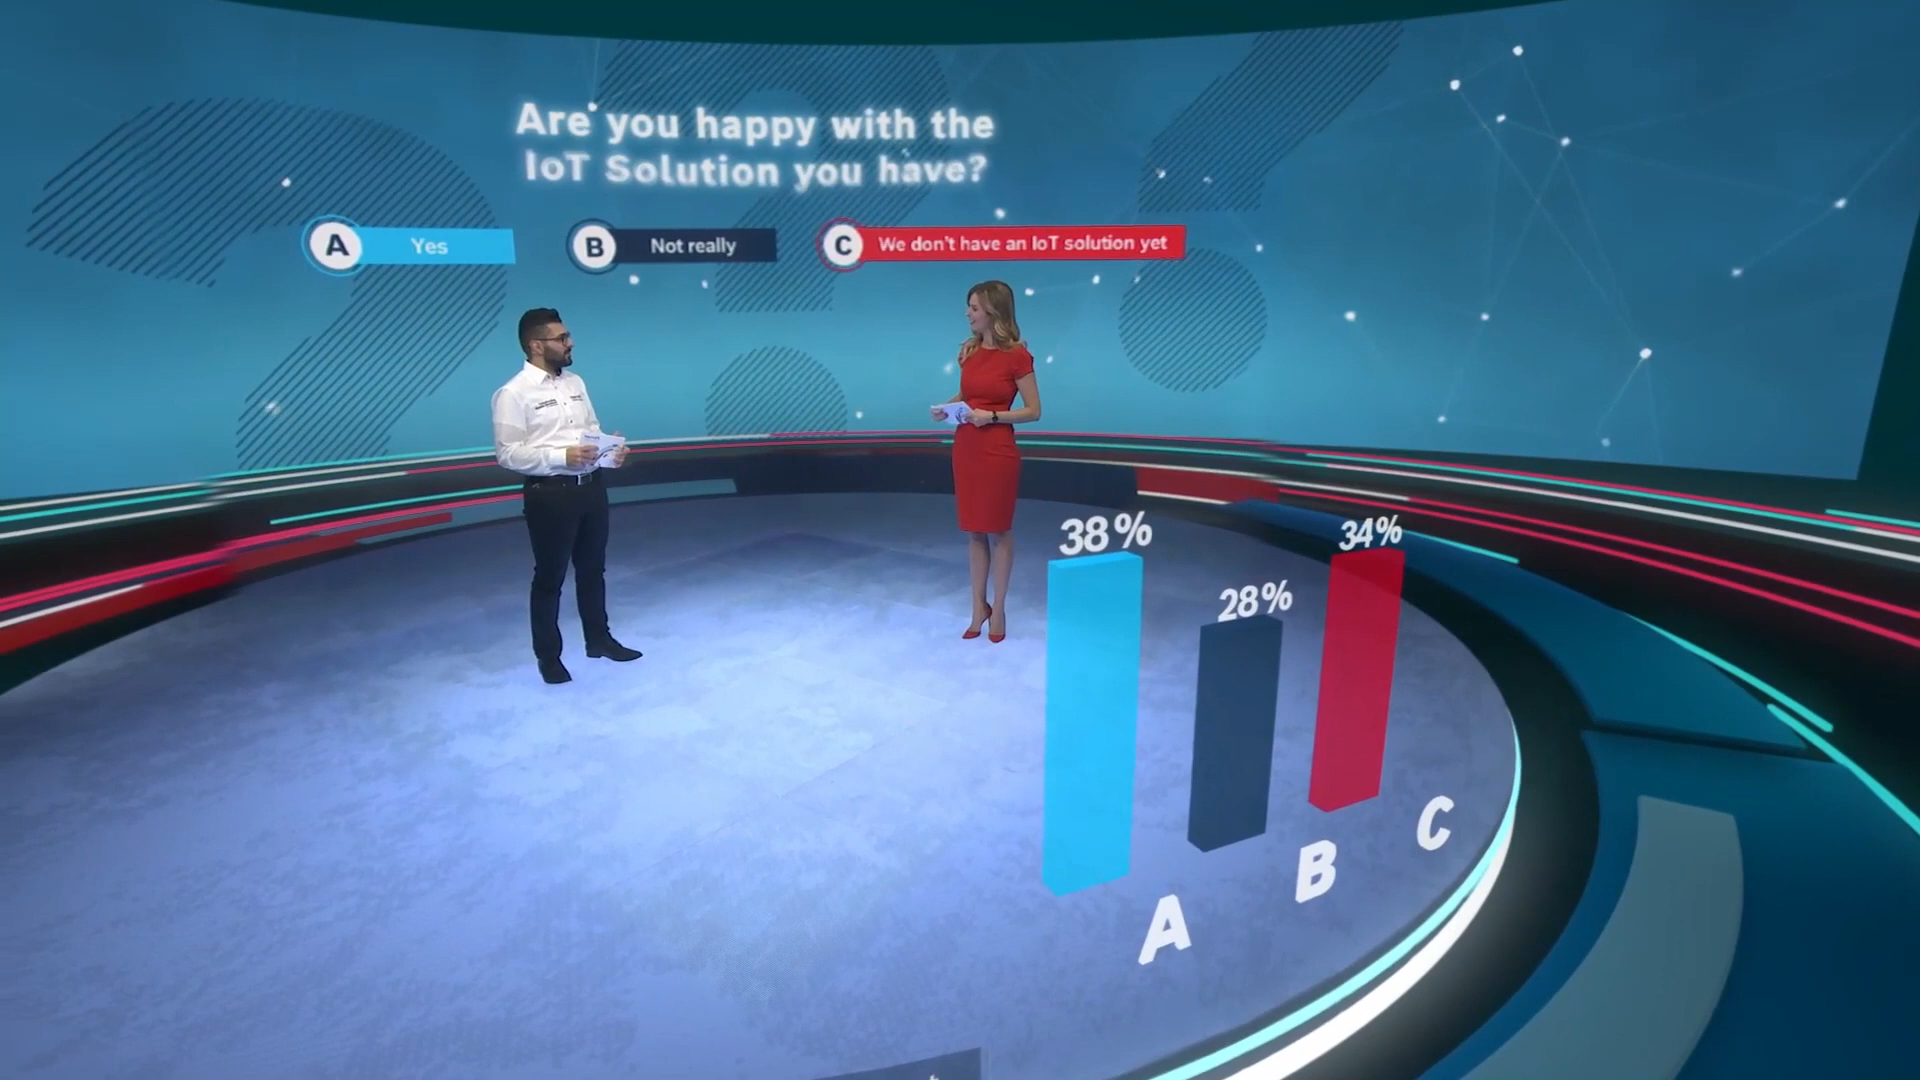 Are you happy with the
IoT Solution you have?
A Yes
B Not really
C We don't have an IoT solution yet
38%
28%
34%
A
B
C